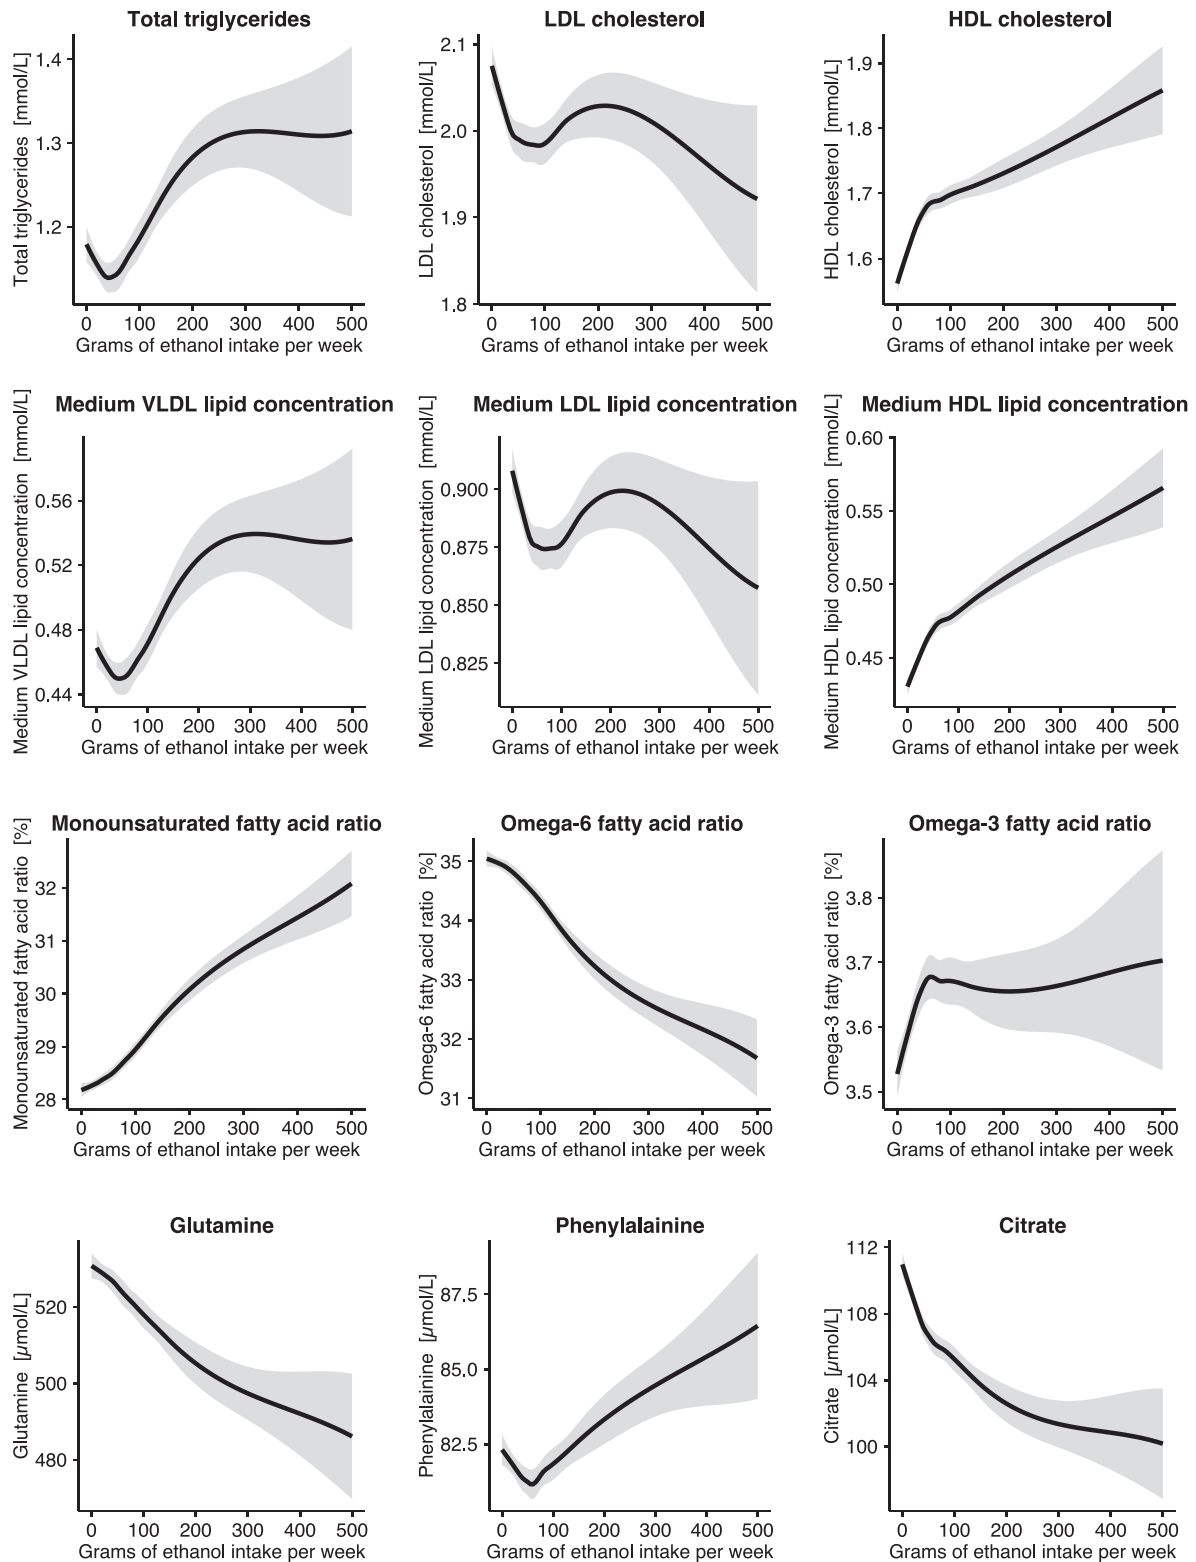 Total triglycerides
LDL cholesterol
HDL cholesterol
Total triglycerides [mmol/L]
1.4
1.3
1.2
0 100 200 300 400 500
Grams of ethanol intake per week
LDL cholesterol [mmol/L]
2.1
2.0
1.9
1.8
0 100 200 300 400 500
Grams of ethanol intake per week
HDL cholesterol [mmol/L]
1.9
1.8
1.7
1.6
0 100 200 300 400 500
Grams of ethanol intake per week
Medium VLDL lipid concentration
Medium LDL lipid concentration
Medium HDL lipid concentration
Medium VLDL lipid concentration [mmol/L]
0.56
0.52
0.48
0.44
0 100 200 300 400 500
Grams of ethanol intake per week
Medium LDL lipid concentration [mmol/L]
0.900
0.875
0.850
0.825
0 100 200 300 400 500
Grams of ethanol intake per week
Medium HDL lipid concentration [mmol/L]
0.60
0.55
0.50
0.45
0 100 200 300 400 500
Grams of ethanol intake per week
Monounsaturated fatty acid ratio
Omega-6 fatty acid ratio
Omega-3 fatty acid ratio
Monounsaturated fatty acid ratio [%]
32
31
30
29
28
0 100 200 300 400 500
Grams of ethanol intake per week
Omega-6 fatty acid ratio [%]
35
34
33
32
31
0 100 200 300 400 500
Grams of ethanol intake per week
Omega-3 fatty acid ratio [%]
3.8
3.7
3.6
3.5
0 100 200 300 400 500
Grams of ethanol intake per week
Glutamine
Phenylalainine
Citrate
Glutamine [µmol/L]
520
500
480
0 100 200 300 400 500
Grams of ethanol intake per week
Phenylalainine [µmol/L]
87.5
85.0
82.5
0 100 200 300 400 500
Grams of ethanol intake per week
Citrate [µmol/L]
112
108
104
100
0 100 200 300 400 500
Grams of ethanol intake per week